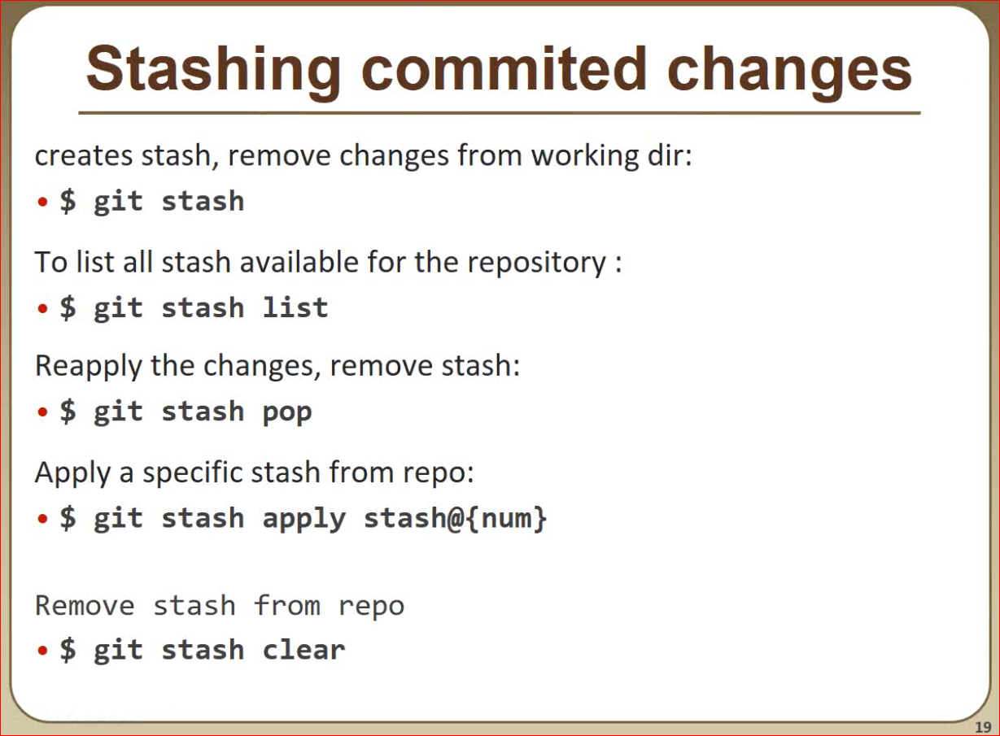 Stashing commited changes
creates stash, remove changes from working dir:
• $ git stash
To list all stash available for the repository :
• $ git stash list
Reapply the changes, remove stash:
• $ git stash pop
Apply a specific stash from repo:
• $ git stash apply stash@{num}
Remove stash from repo
• $ git stash clear
19